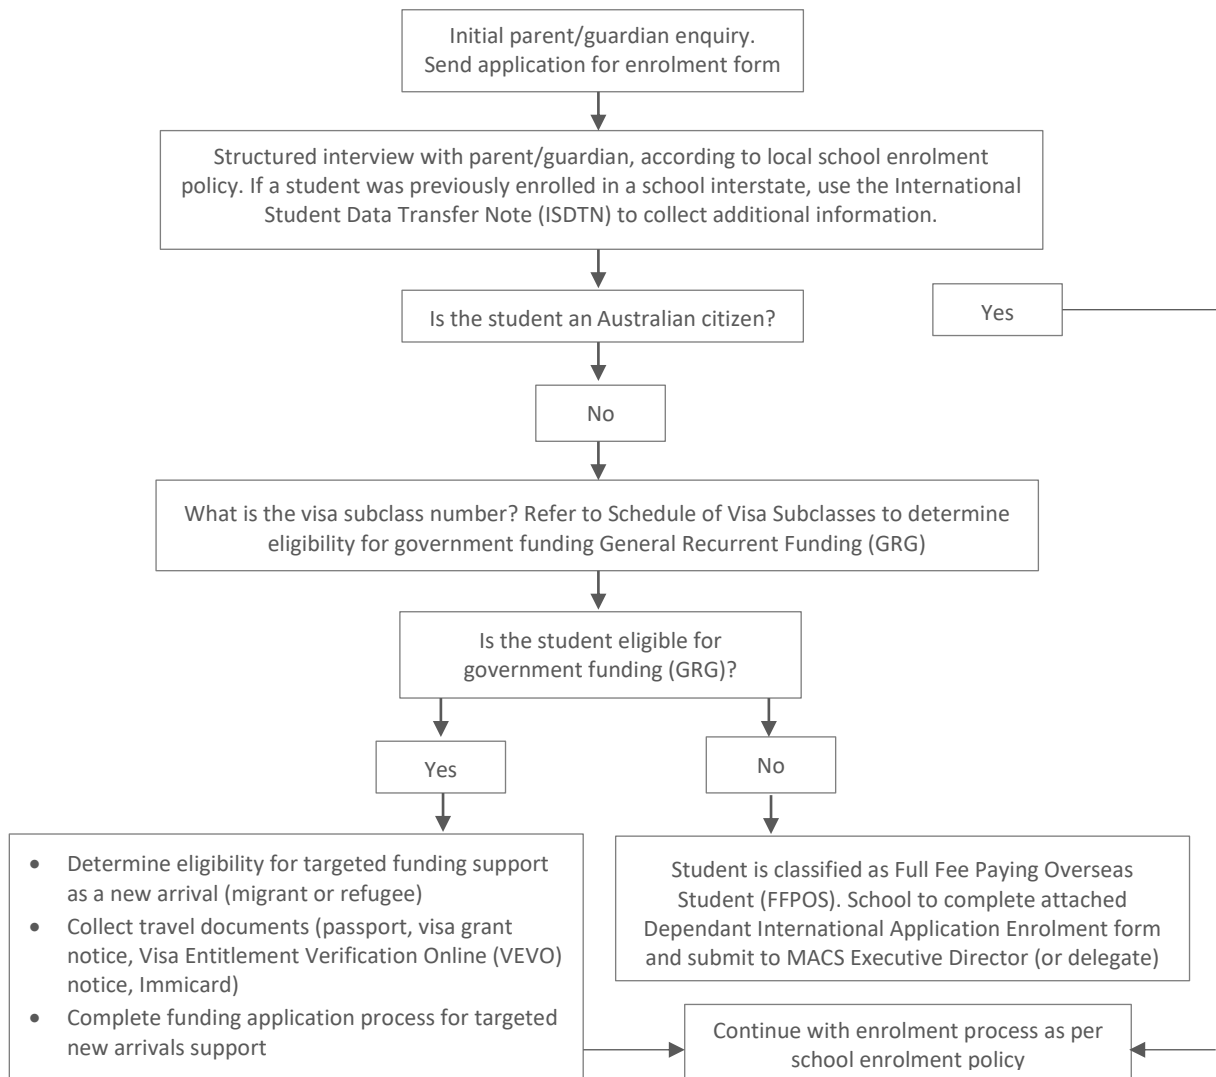 Initial parent/guardian enquiry.
Send application for enrolment form
Structured interview with parent/guardian, according to local school enrolment
policy. If a student was previously enrolled in a school interstate, use the International
Student Data Transfer Note (ISDTN) to collect additional information.
Is the student an Australian citizen?
Yes
No
What is the visa subclass number? Refer to Schedule of Visa Subclasses to determine
eligibility for government funding General Recurrent Funding (GRG)
Is the student eligible for
government funding (GRG)?
Yes
No
• Determine eligibility for targeted funding support
as a new arrival (migrant or refugee)
• Collect travel documents (passport, visa grant
notice, Visa Entitlement Verification Online (VEVO)
notice, Immicard)
• Complete funding application process for targeted
new arrivals support
Student is classified as Full Fee Paying Overseas
Student (FFPOS). School to complete attached
Dependant International Application Enrolment form
and submit to MACS Executive Director (or delegate)
Continue with enrolment process as per
school enrolment policy